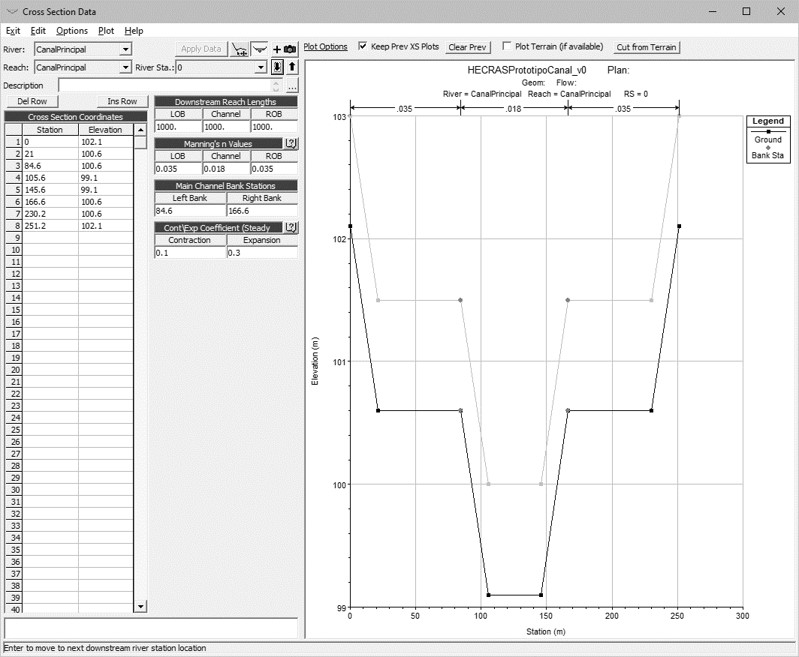 Cross Section Data
Exit Edit Options Plot Help
River: CanalPrincipal Apply Data
Reach: CanalPrincipal River Sta.: 0
Description ...
Del Row Ins Row
Cross Section Coordinates
Station Elevation
1 0 102.1
2 21 100.6
3 84.6 100.6
4 105.6 99.1
5 145.6 99.1
6 166.6 100.6
7 230.2 100.6
8 251.2 102.1
9
10
11
12
13
14
15
16
17
18
19
20
21
22
23
24
25
26
27
28
29
30
31
32
33
34
35
36
37
38
39
40
Downstream Reach Lengths
LOB Channel ROB
1000. 1000. 1000.
Manning's n Values ?
LOB Channel ROB
0.035 0.018 0.035
Main Channel Bank Stations
Left Bank Right Bank
84.6 166.6
Cont\Exp Coefficient (Steady ?
Contraction Expansion
0.1 0.3
Plot Options Keep Prev XS Plots Clear Prev Plot Terrain (if available) Cut from Terrain
HECRASPrototipoCanal_v0 Plan:
Geom: Flow:
River = CanalPrincipal Reach = CanalPrincipal RS = 0
.035 .018 .035
Legend
Ground
Bank Sta
103
102
101
100
99
Elevation (m)
0 50 100 150 200 250 300
Station (m)
Enter to move to next downstream river station location